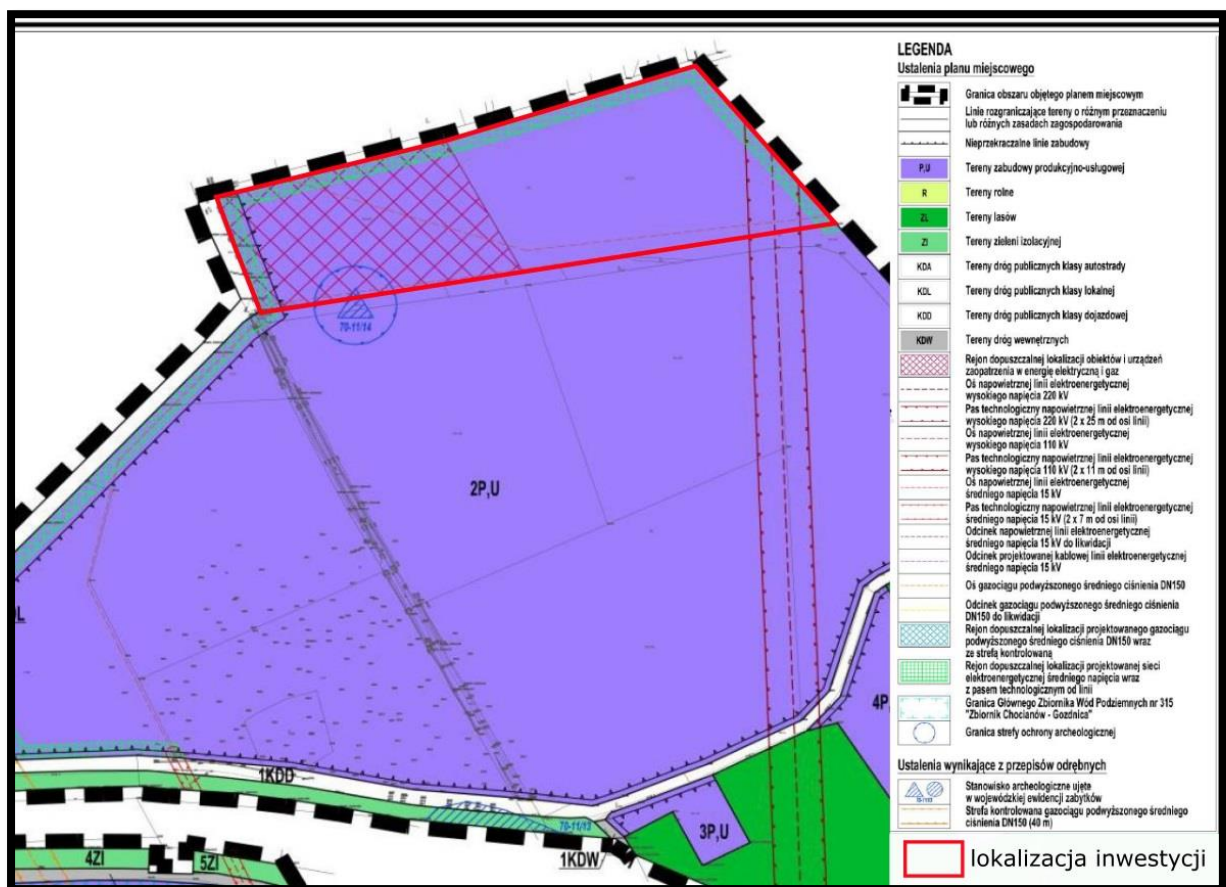 LEGENDA
Ustalenia planu miejscowego
Granica obszaru objętego planem miejscowym
Linie rozgraniczające tereny o różnym przeznaczeniu
lub różnych zasadach zagospodarowania
Nieprzekraczalne linie zabudowy
P,U
Tereny zabudowy produkcyjno-usługowej
R
Tereny rolne
ZL
Tereny lasów
ZI
Tereny zieleni izolacyjnej
KDA
Tereny dróg publicznych klasy autostrady
KDL
Tereny dróg publicznych klasy lokalnej
KDD
Tereny dróg publicznych klasy dojazdowej
KDW
Tereny dróg wewnętrznych
Rejon dopuszczalnej lokalizacji obiektów i urządzeń
zaopatrzenia w energię elektryczną i gaz
Oś napowietrznej linii elektroenergetycznej
wysokiego napięcia 220 kV
Pas technologiczny napowietrznej linii elektroenergetycznej
wysokiego napięcia 220 kV (2 x 25 m od osi linii)
Oś napowietrznej linii elektroenergetycznej
wysokiego napięcia 110 kV
Pas technologiczny napowietrznej linii elektroenergetycznej
wysokiego napięcia 110 kV (2 x 11 m od osi linii)
Oś napowietrznej linii elektroenergetycznej
średniego napięcia 15 kV
Pas technologiczny napowietrznej linii elektroenergetycznej
średniego napięcia 15 kV (2 x 7 m od osi linii)
Odcinek napowietrznej linii elektroenergetycznej
średniego napięcia 15 kV do likwidacji
Odcinek projektowanej kablowej linii elektroenergetycznej
średniego napięcia 15 kV
Oś gazociągu podwyższonego średniego ciśnienia DN150
Odcinek gazociągu podwyższonego średniego ciśnienia
DN150 do likwidacji
Rejon dopuszczalnej lokalizacji projektowanego gazociągu
podwyższonego średniego ciśnienia DN150 wraz
ze strefą kontrolowaną
Rejon dopuszczalnej lokalizacji projektowanej sieci
elektroenergetycznej średniego napięcia wraz
z pasem technologicznym od linii
Granica Głównego Zbiornika Wód Podziemnych nr 315
"Zbiornik Chocianów - Gozdnica"
Granica strefy ochrony archeologicznej
Ustalenia wynikające z przepisów odrębnych
Stanowisko archeologiczne ujęte
w wojewódzkiej ewidencji zabytków
Strefa kontrolowana gazociągu podwyższonego średniego
ciśnienia DN150 (40 m)
lokalizacja inwestycji
70-11/14
2P,U
DL
4P,
1KDD
70-11/13
3P,U
1KDW
4ZI
5ZI